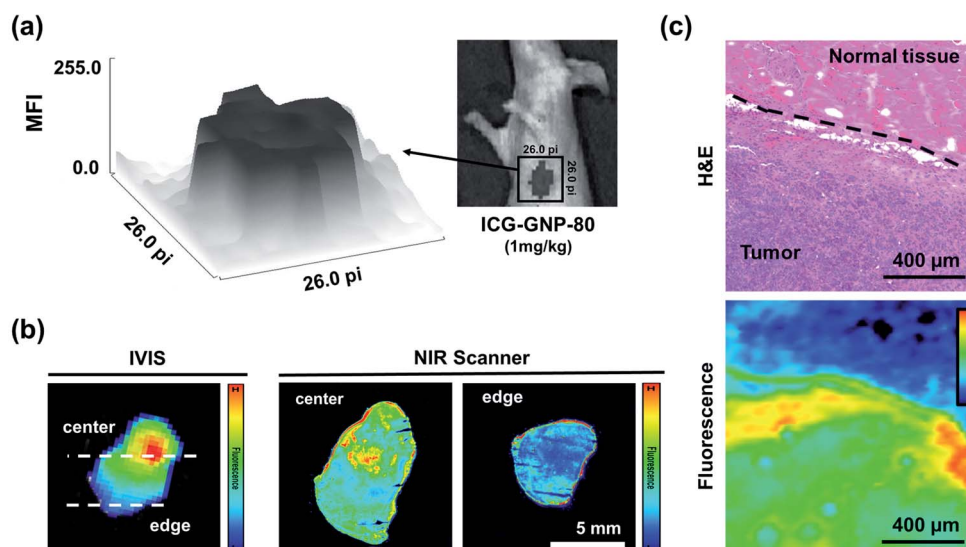 (a)
255.0
MFI
0.0
26.0 pi
26.0 pi
26.0 pi
26.0 pi
ICG-GNP-80
(1mg/kg)
(b)
IVIS
NIR Scanner
center
edge
Fluorescence
center
edge
Fluorescence
5 mm
(c)
H&E
Normal tissue
Tumor
400 µm
Fluorescence
400 µm